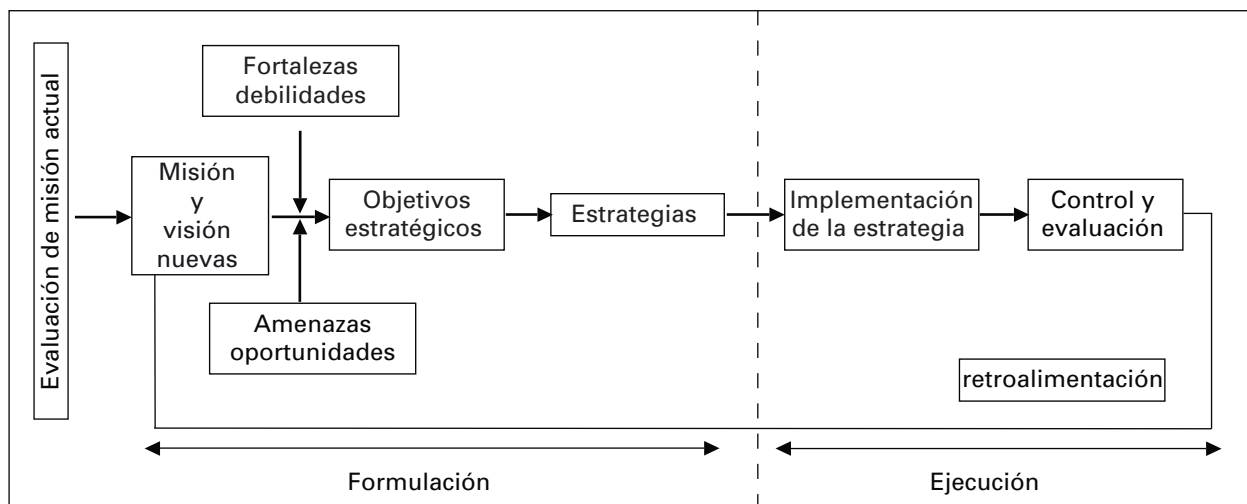 Evaluación de misión actual
Fortalezas
debilidades
Misión
y
visión
nuevas
Objetivos
estratégicos
Estrategias
Implementación
de la estrategia
Control y
evaluación
Amenazas
oportunidades
retroalimentación
Formulación
Ejecución